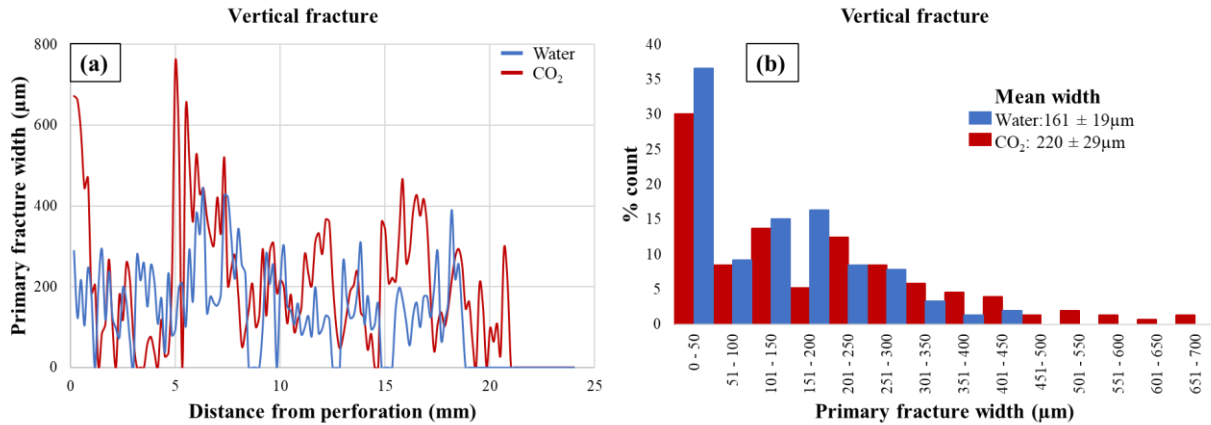 Vertical fracture
(a)
Water
CO₂
800
600
400
200
0
Primary fracture width (µm)
0 5 10 15 20 25
Distance from perforation (mm)
Vertical fracture
(b)
Mean width
Water:161 ± 19µm
CO₂: 220 ± 29µm
40
35
30
25
20
15
10
5
0
% count
0 - 50
51 - 100
101 - 150
151 - 200
201 - 250
251 - 300
301 - 350
351 - 400
401 - 450
451 - 500
501 - 550
551 - 600
601 - 650
651 - 700
Primary fracture width (µm)